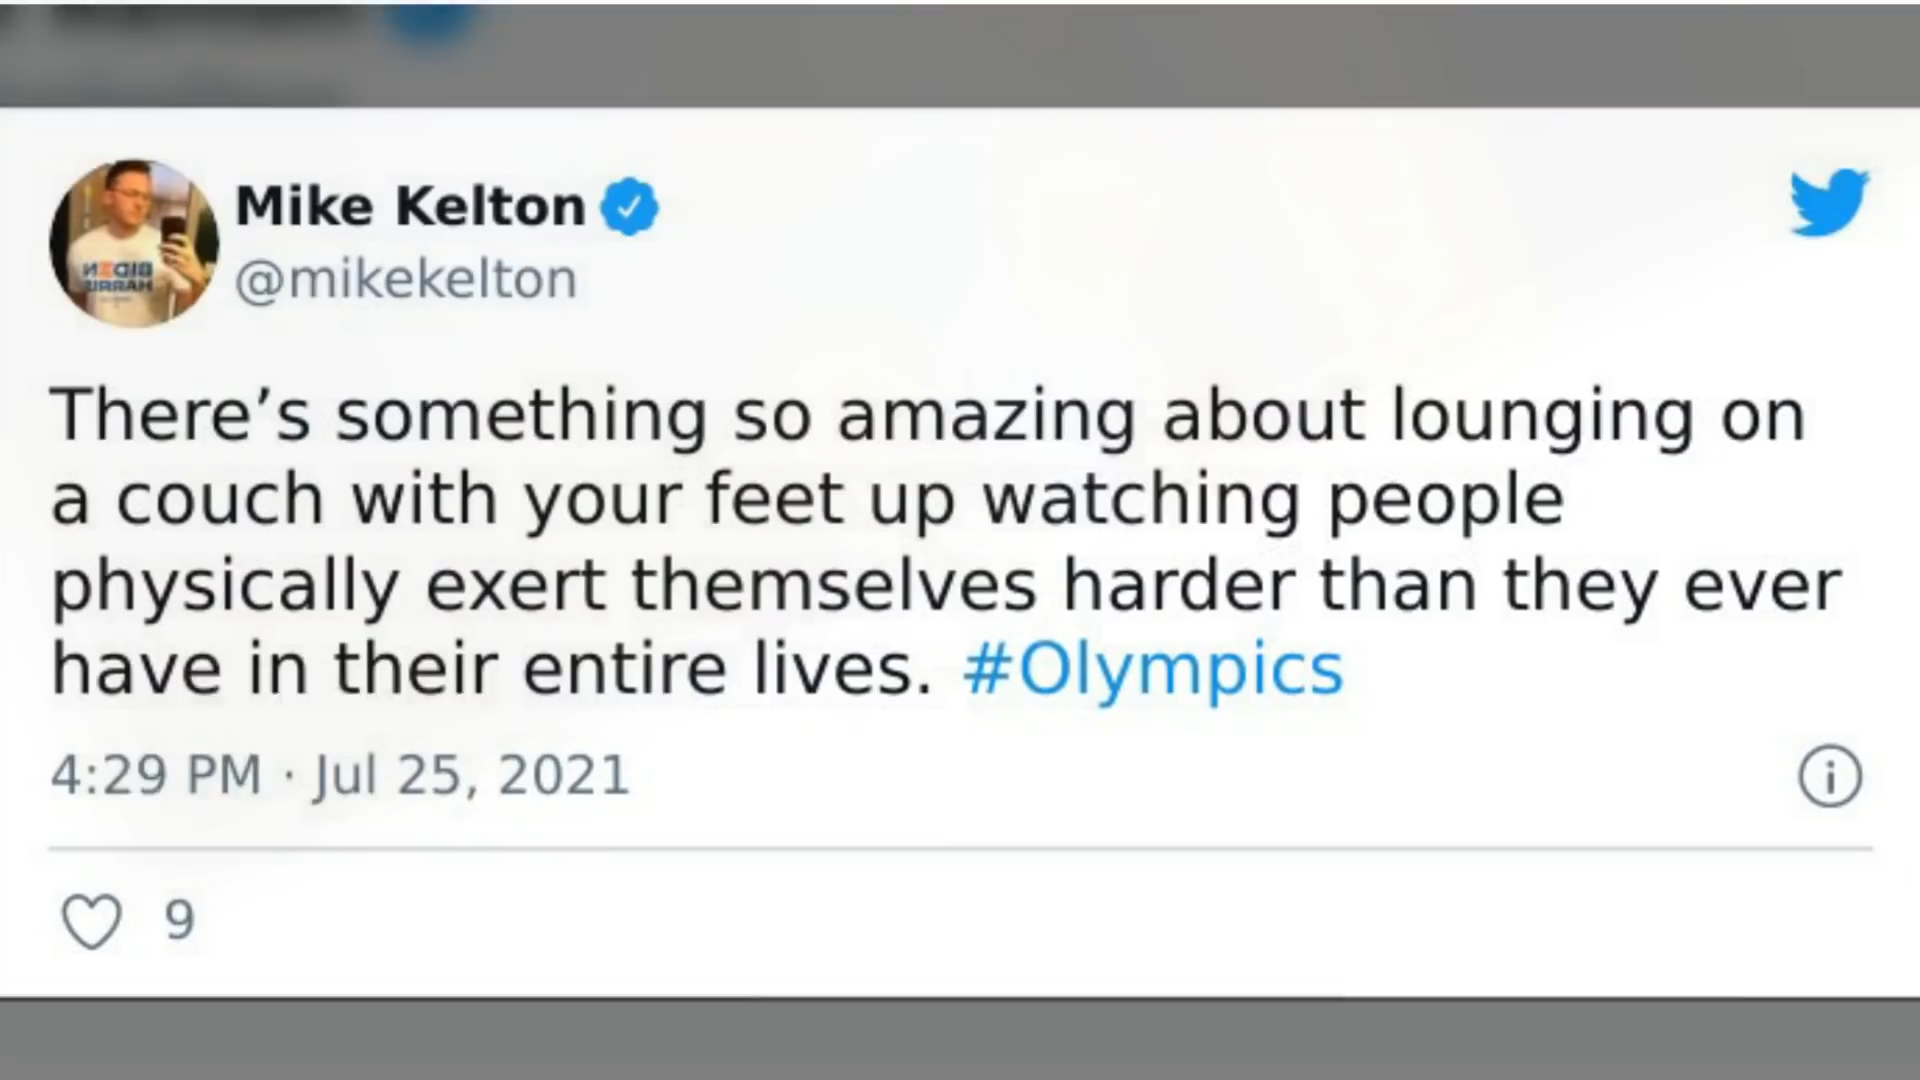 Mike Kelton
@mikekelton
There’s something so amazing about lounging on
a couch with your feet up watching people
physically exert themselves harder than they ever
have in their entire lives. #Olympics
4:29 PM · Jul 25, 2021
9